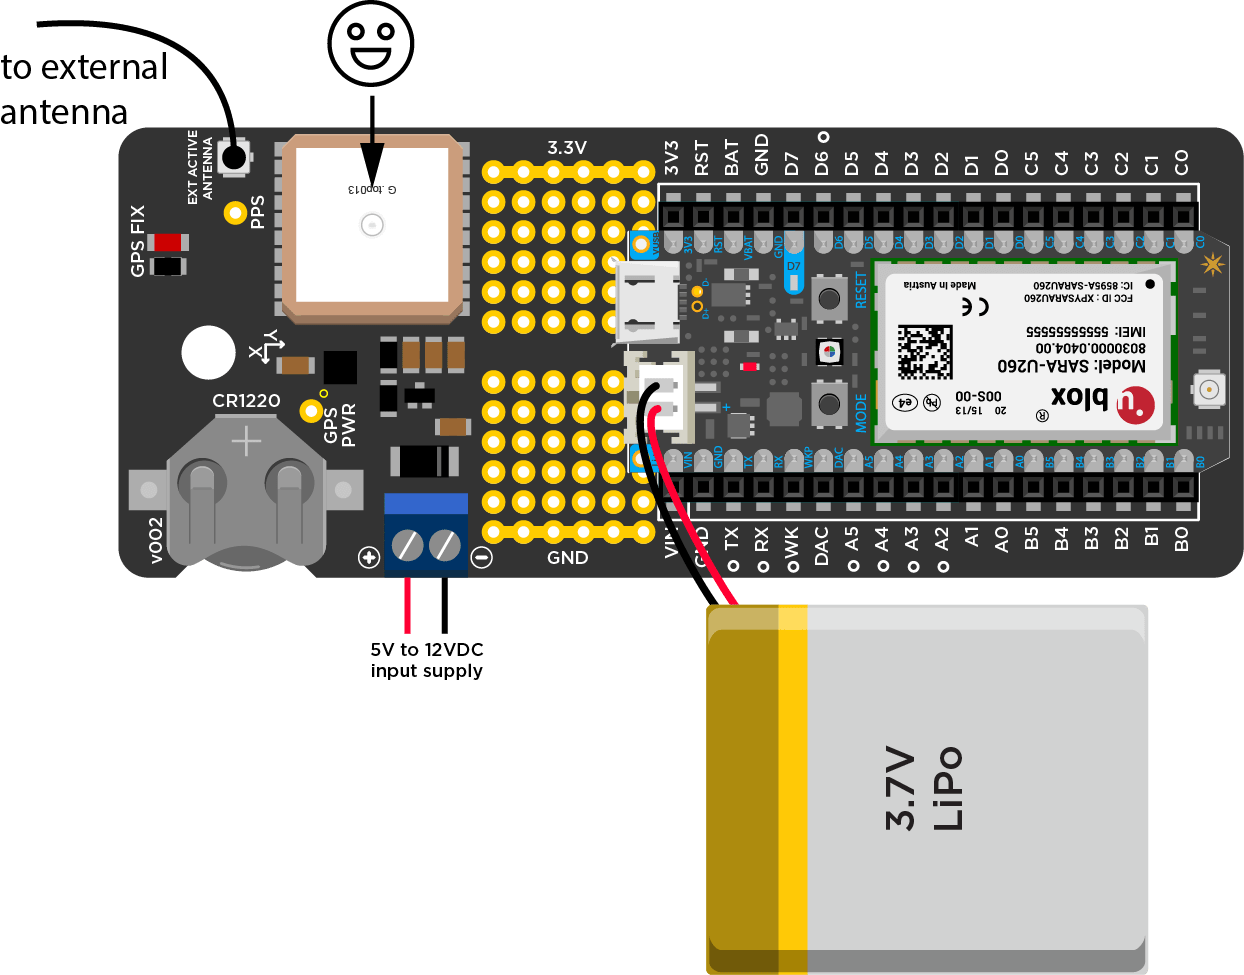 to external
antenna
EXT ACTIVE
ANTENNA
PPS
GPS FIX
G .top013
3.3V
3V3
RST
BAT
GND
D7
D6
D5
D4
D3
D2
D1
D0
C5
C4
C3
C2
C1
C0
3V3
RST
VBAT
GND
D7
D6
D5
D4
D3
D2
D1
D0
C5
C4
C3
C2
C1
C0
D-
D+
RESET
MODE
Made in Austria
IC: 8595A-SARAU260
FCC ID: XPYSARAU260
CE
IMEI: 5555555555555
8030000.0404.00
Model: SARA-U260
00S-00
20 15/13
e4
ublox
®
Y
X
CR1220
GPS
PWR
v002
+
-
GND
VIN
GND
TX
RX
WKP
DAC
A5
A4
A3
A2
A1
A0
B5
B4
B3
B2
B1
B0
VIN
GND
TX
RX
WK
DAC
A5
A4
A3
A2
A1
A0
B5
B4
B3
B2
B1
B0
5V to 12VDC
input supply
3.7V
LiPo